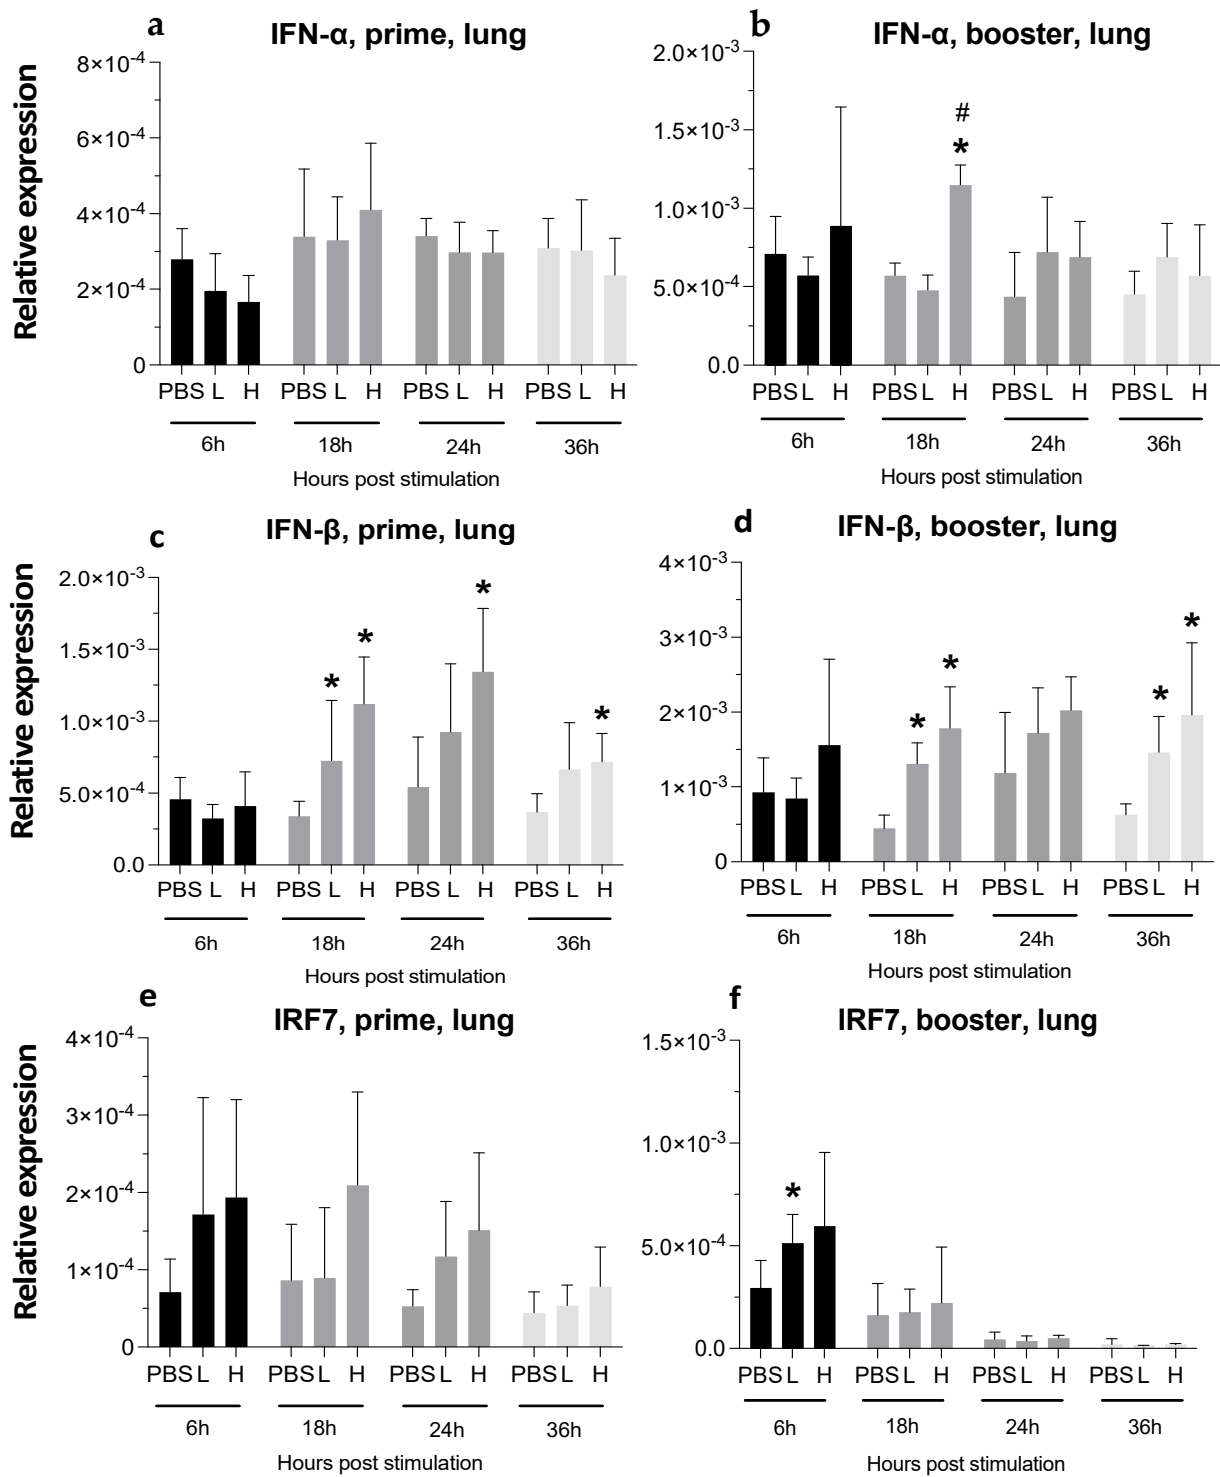 a
IFN-α, prime, lung
Relative expression
8×10⁻⁴
6×10⁻⁴
4×10⁻⁴
2×10⁻⁴
0
PBS L H PBS L H PBS L H PBS L H
6h 18h 24h 36h
Hours post stimulation
b
IFN-α, booster, lung
2.0×10⁻³
1.5×10⁻³
1.0×10⁻³
5.0×10⁻⁴
0.0
#
*
PBS L H PBS L H PBS L H PBS L H
6h 18h 24h 36h
Hours post stimulation
c
IFN-β, prime, lung
Relative expression
2.0×10⁻³
1.5×10⁻³
1.0×10⁻³
5.0×10⁻⁴
0.0
* * * *
PBS L H PBS L H PBS L H PBS L H
6h 18h 24h 36h
Hours post stimulation
d
IFN-β, booster, lung
4×10⁻³
3×10⁻³
2×10⁻³
1×10⁻³
0
* * * *
PBS L H PBS L H PBS L H PBS L H
6h 18h 24h 36h
Hours post stimulation
e
IRF7, prime, lung
Relative expression
4×10⁻⁴
3×10⁻⁴
2×10⁻⁴
1×10⁻⁴
0
PBS L H PBS L H PBS L H PBS L H
6h 18h 24h 36h
Hours post stimulation
f
IRF7, booster, lung
1.5×10⁻³
1.0×10⁻³
5.0×10⁻⁴
0.0
*
PBS L H PBS L H PBS L H PBS L H
6h 18h 24h 36h
Hours post stimulation